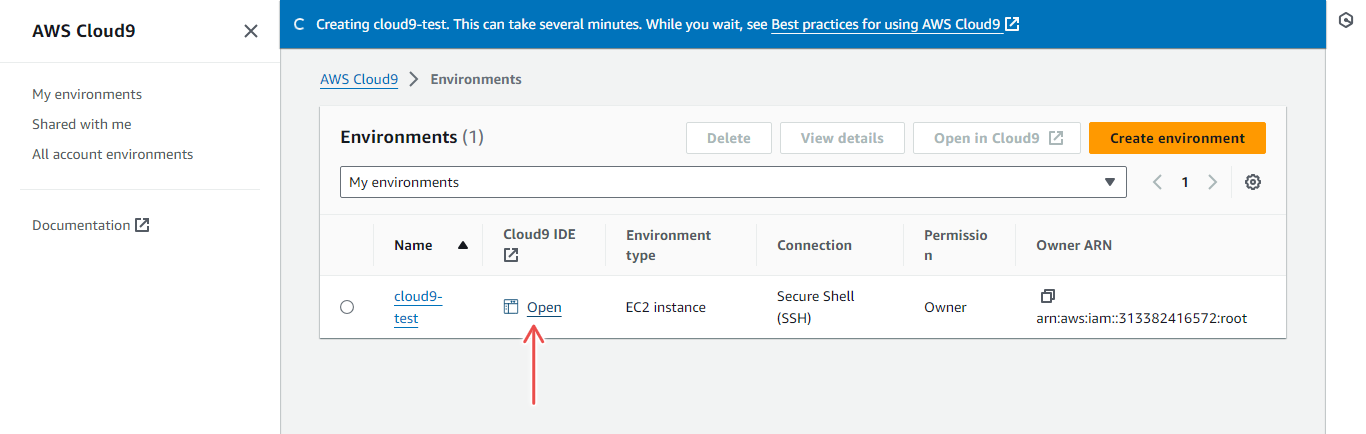 AWS Cloud9
My environments
Shared with me
All account environments
Documentation
Creating cloud9-test. This can take several minutes. While you wait, see Best practices for using AWS Cloud9
AWS Cloud9 > Environments
Environments (1)
Delete
View details
Open in Cloud9
Create environment
My environments
1
Name
Cloud9 IDE
Environment
type
Connection
Permissio
n
Owner ARN
cloud9-
test
Open
EC2 instance
Secure Shell
(SSH)
Owner
arn:aws:iam::313382416572:root